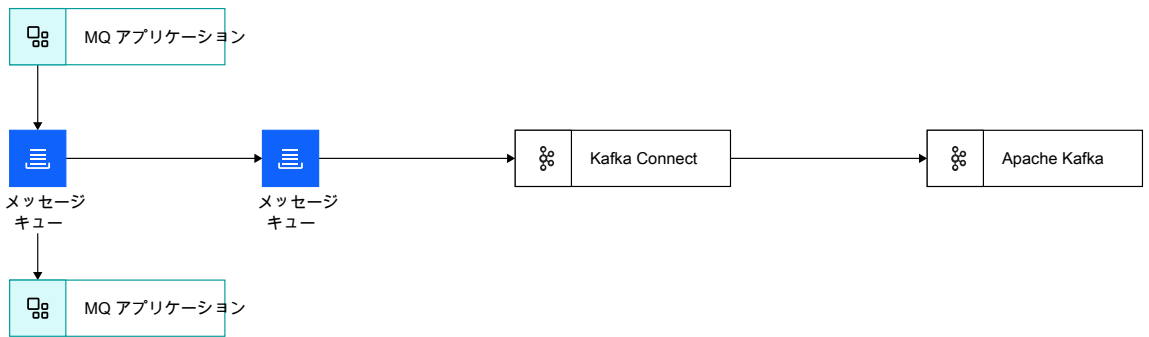 MQ アプリケーション
メッセージ
キュー
メッセージ
キュー
Kafka Connect
Apache Kafka
MQ アプリケーション